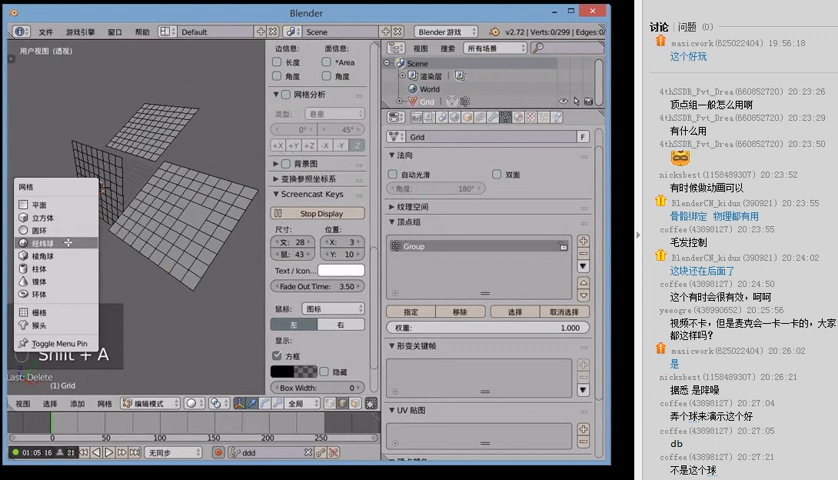 Blender
文件
游戏引擎
窗口
帮助
Default
Scene
Blender 游戏
v2.72 | Verts:0/299 | Edges:0/
用户视图 (透视)
网格
平面
立方体
圆环
经纬球
棱角球
柱体
锥体
环体
栅格
猴头
Toggle Menu Pin
Shift + A
Last: Delete
(1) Grid
边信息:
面信息:
长度
*Area
角度
角度
网格分析
类型:
悬垂
0°
45°
+X
+Y
+Z
-X
-Y
-Z
背景图
变换参照坐标系
Screencast Keys
Stop Display
尺寸:
位置:
文: 28
X: 3
鼠: 43
Y: 10
Text / Icon...
Fade Out Time: 3.50
鼠标:
图标
左
右
显示:
方框
隐藏
Box Width: 0
视图
搜索
所有场景
Scene
渲染层
World
Grid
Grid
F
法向
自动光滑
双面
角度:
180°
纹理空间
顶点组
Group
指定
移除
选择
取消选择
权重:
1.000
形变关键帧
UV 贴图
视图
选择
添加
网格
编辑模式
全局
0
50
100
150
200
250
01:05:16
21
无同步
ddd
讨论 | 问题 (0)
masicwork(625022404) 19:56:18
这个好玩
4thSSDR_Pvt_Drea(660852720) 20:23:26
顶点组一般怎么用啊
4thSSDR_Pvt_Drea(660852720) 20:23:29
有什么用
4thSSDR_Pvt_Drea(660852720) 20:23:50
nicksbest(1158489307) 20:23:52
有时候做动画可以
BlenderCN_kidux(390921) 20:23:55
骨骼绑定 物理都有用
coffee(43898127) 20:23:55
毛发控制
BlenderCN_kidux(390921) 20:24:02
这块还在后面了
coffee(43898127) 20:24:50
这个有时会很有效，呵呵
yeeogre(438990652) 20:25:56
视频不卡，但是麦克会一卡一卡的，大家
都这样吗？
masicwork(625022404) 20:26:02
是
nicksbest(1158489307) 20:26:21
据悉 是降噪
coffee(43898127) 20:27:04
弄个球来演示这个好
coffee(43898127) 20:27:05
db
coffee(43898127) 20:27:21
不是这个球